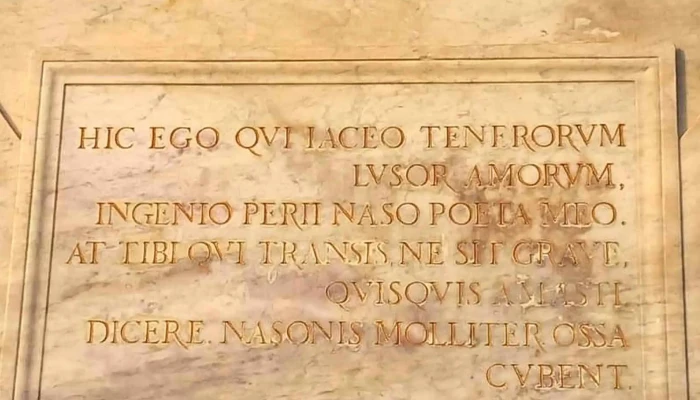 HIC EGO QVI IACEO TENERORVM
LVSOR AMORVM,
INGENIO PERII NASO POETA MEO.
AT TIBI QVI TRANSIS, NE SIT GRAVE,
QVISQVIS AMASTI
DICERE. NASONIS MOLLITER OSSA
CVBENT.